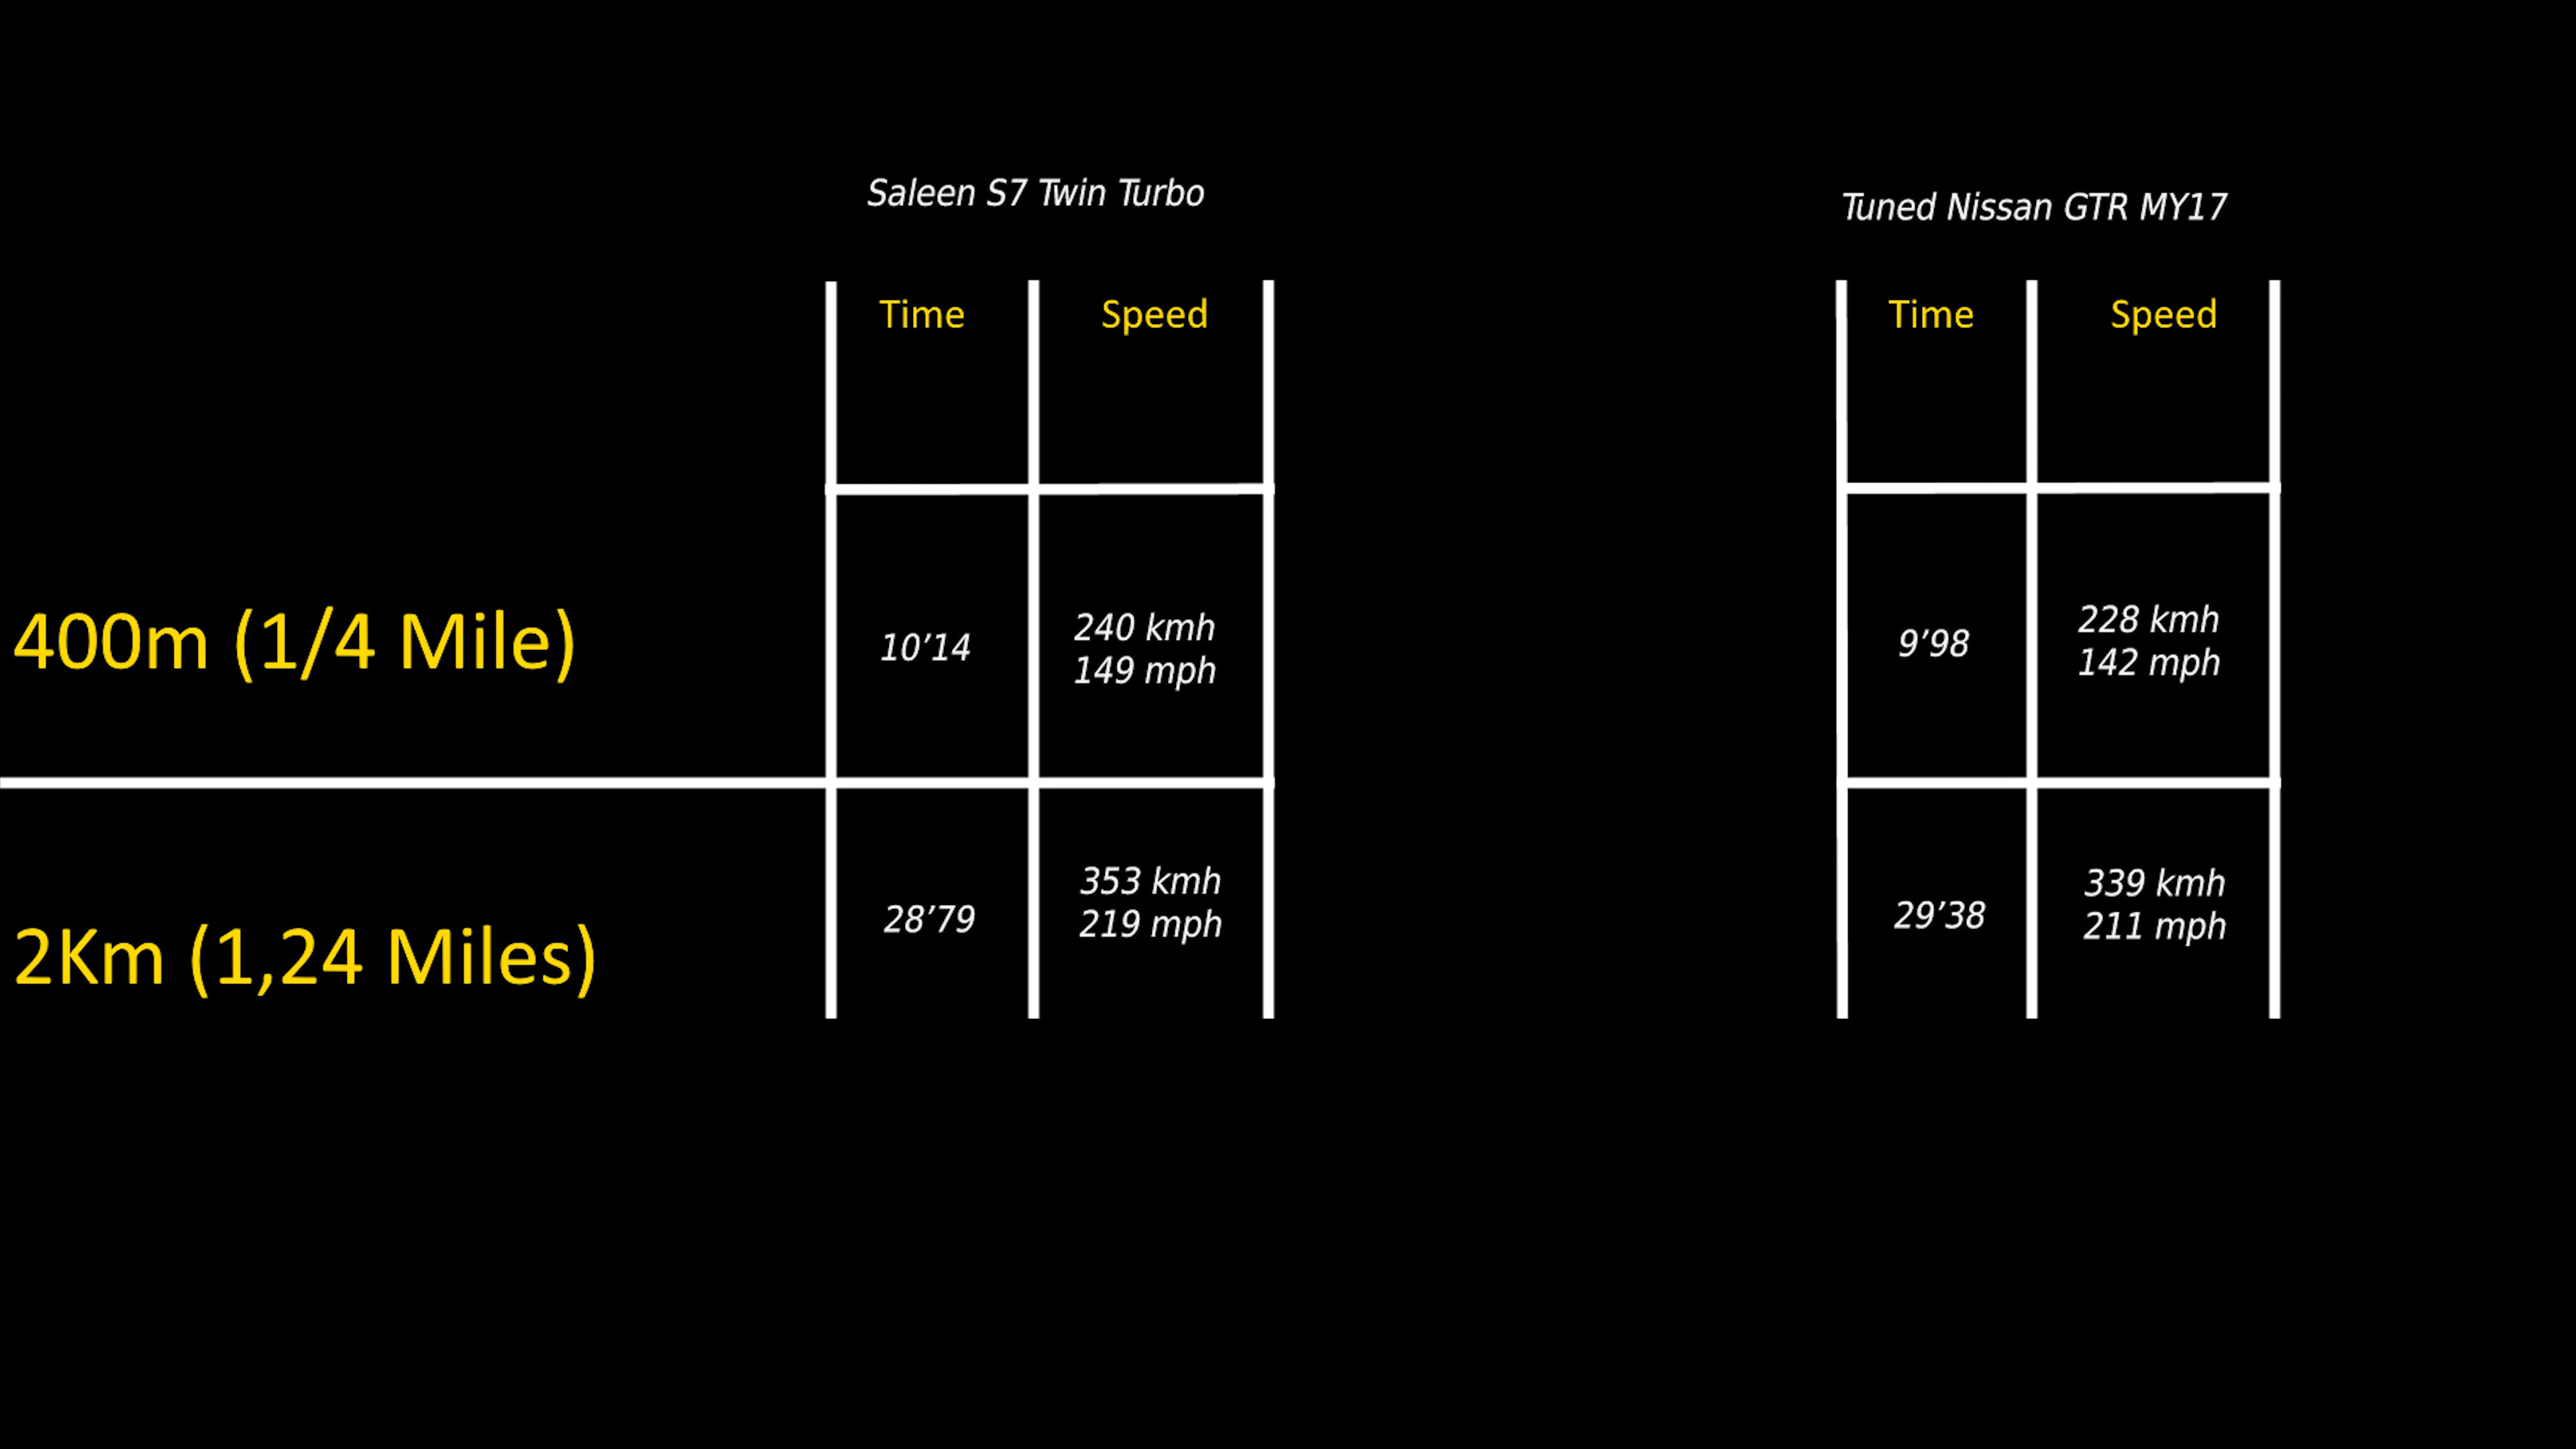 Saleen S7 Twin Turbo
Tuned Nissan GTR MY17
Time
Speed
Time
Speed
400m (1/4 Mile)
10’14
240 kmh
149 mph
9’98
228 kmh
142 mph
2Km (1,24 Miles)
28’79
353 kmh
219 mph
29’38
339 kmh
211 mph